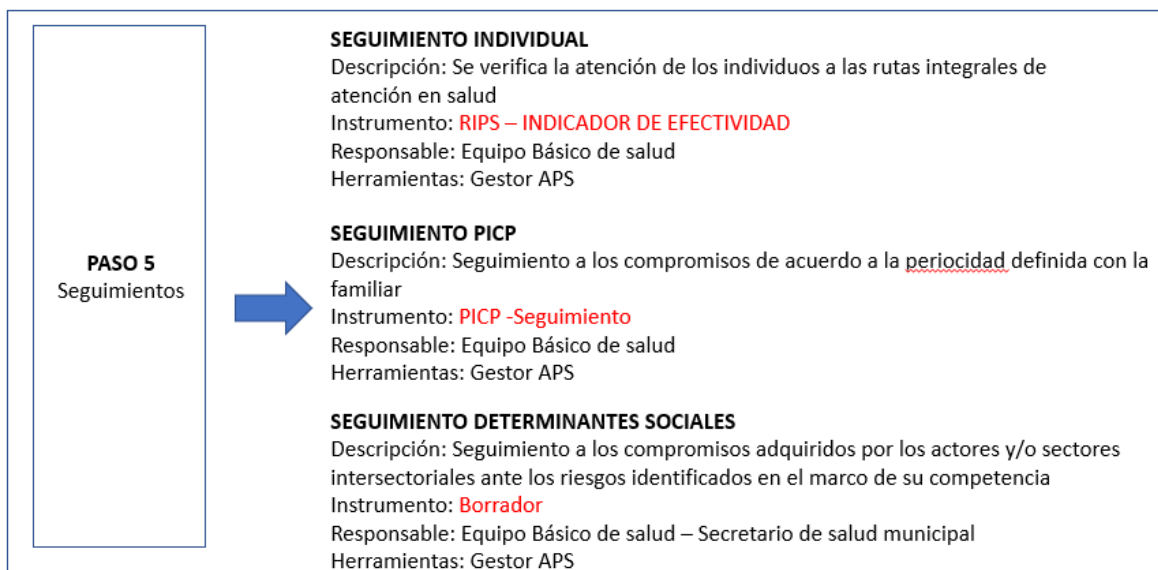 PASO 5
Seguimientos
SEGUIMIENTO INDIVIDUAL
Descripción: Se verifica la atención de los individuos a las rutas integrales de
atención en salud
Instrumento: RIPS – INDICADOR DE EFECTIVIDAD
Responsable: Equipo Básico de salud
Herramientas: Gestor APS
SEGUIMIENTO PICP
Descripción: Seguimiento a los compromisos de acuerdo a la periocidad definida con la
familiar
Instrumento: PICP -Seguimiento
Responsable: Equipo Básico de salud
Herramientas: Gestor APS
SEGUIMIENTO DETERMINANTES SOCIALES
Descripción: Seguimiento a los compromisos adquiridos por los actores y/o sectores
intersectoriales ante los riesgos identificados en el marco de su competencia
Instrumento: Borrador
Responsable: Equipo Básico de salud – Secretario de salud municipal
Herramientas: Gestor APS